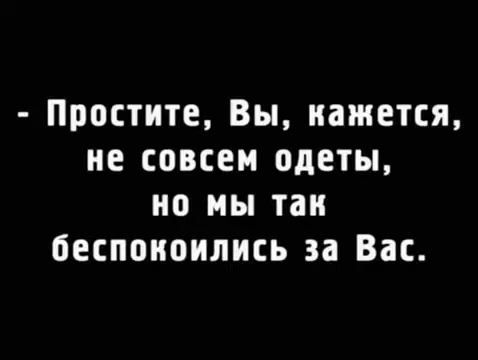 - Простите, Вы, кажется,
не совсем одеты,
но мы так
беспокоились за Вас.